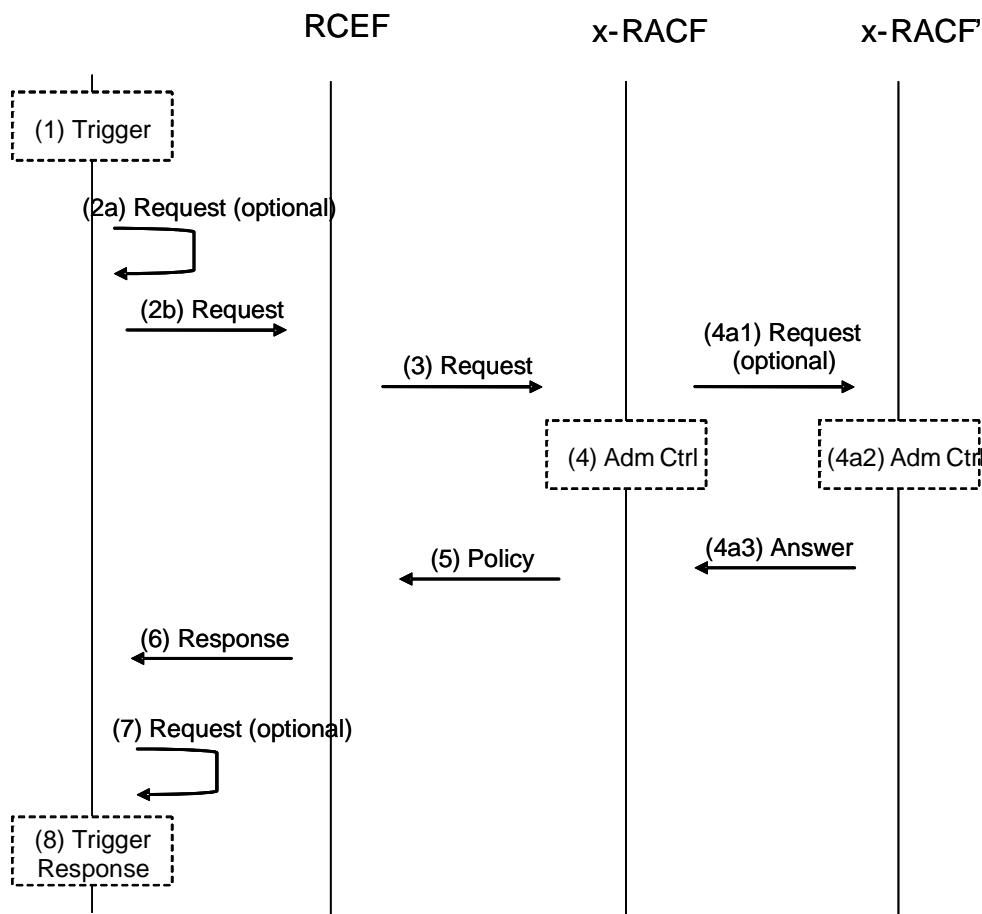 RCEF
x-RACF
x-RACF'
(1) Trigger
(2a) Request (optional)
(2b) Request
(3) Request
(4a1) Request
(optional)
(4) Adm Ctrl
(4a2) Adm Ctrl
(5) Policy
(4a3) Answer
(6) Response
(7) Request (optional)
(8) Trigger
Response